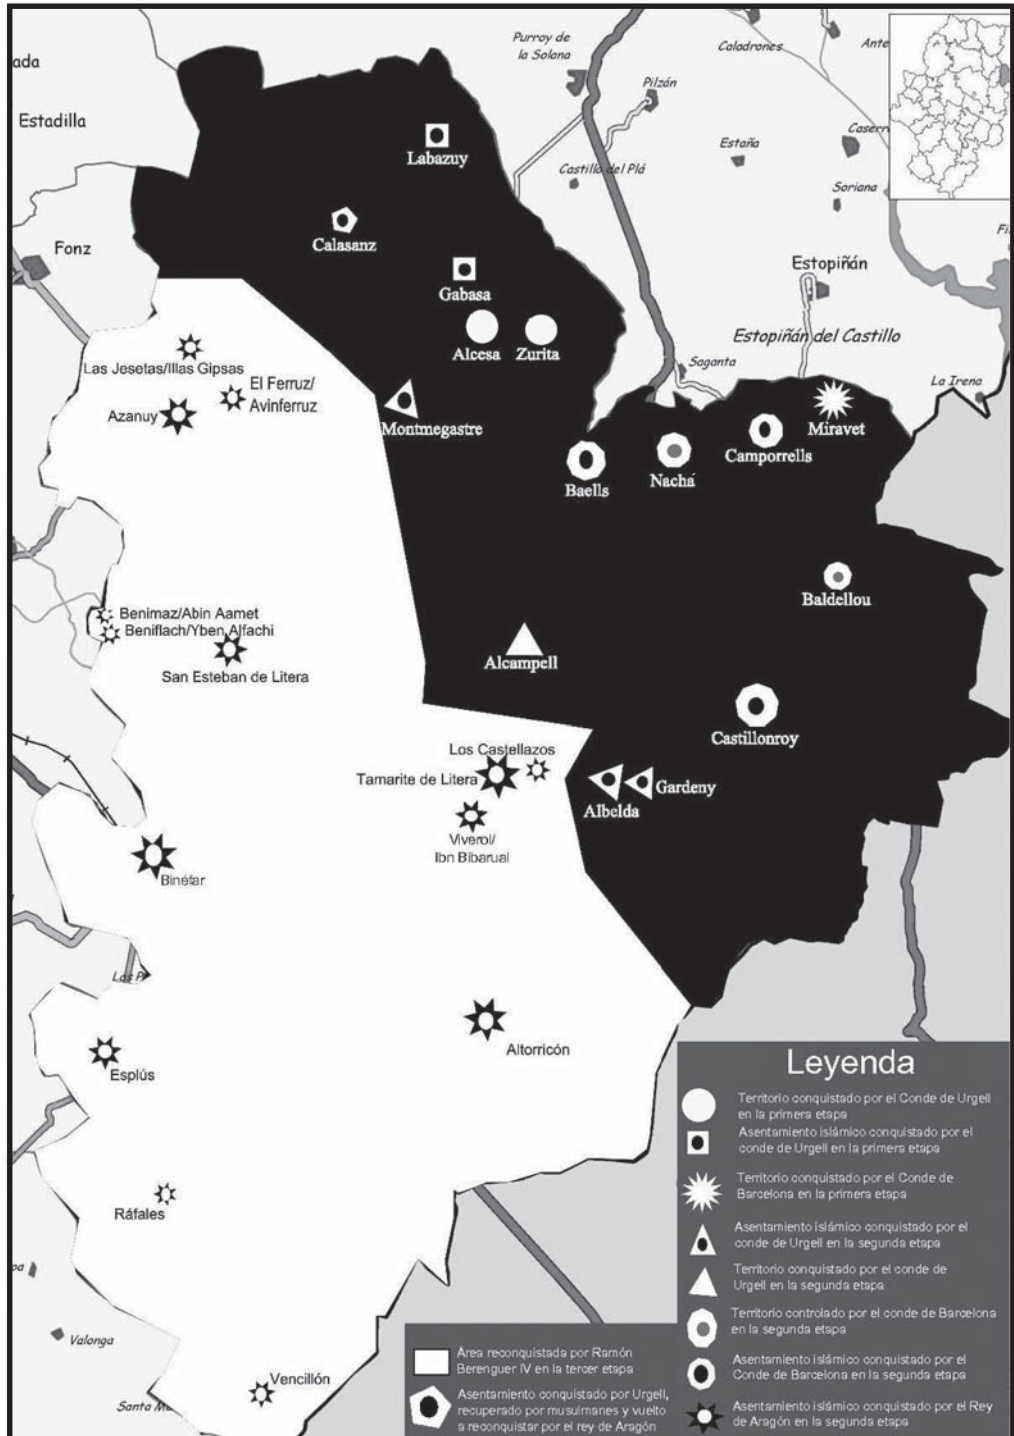 Purroy de
la Solana
Caladrones
Ante
ada
Estadilla
Pilzán
Estaña
Caserr
Labazuy
Castillo del Plá
Soriana
Calasanz
Fonz
Fi
Estopiñán
Gabasa
Alcesa
Zurita
Estopiñán del Castillo
Las Jesetas/Illas Gipsas
El Ferruz/
Avinferruz
Saganta
La Irena
Azanuy
Montmegastre
Miravet
Camporrells
Nachá
Baells
Baldellou
Benimaz/Abin Aamet
Beniflach/Yben Alfachi
San Esteban de Litera
Alcampell
Castillonroy
Los Castellazos
Tamarite de Litera
Gardeny
Albelda
Viverol/
Ibn Bibarual
Binéfar
Los P
Altorricón
Esplús
Ráfales
oa
Valonga
Vencillón
Santa Ma
Leyenda
Territorio conquistado por el Conde de Urgell
en la primera etapa
Asentamiento islámico conquistado por el
conde de Urgell en la primera etapa
Territorio conquistado por el Conde de
Barcelona en la primera etapa
Asentamiento islámico conquistado por el
conde de Urgell en la segunda etapa
Territorio conquistado por el conde de
Urgell en la segunda etapa
Territorio controlado por el conde de Barcelona
en la segunda etapa
Asentamiento islámico conquistado por el
Conde de Barcelona en la segunda etapa
Asentamiento islámico conquistado por el Rey
de Aragón en la segunda etapa
Area reconquistada por Ramón
Berenguer IV en la tercer etapa
Asentamiento conquistado por Urgell,
recuperado por musulmanes y vuelto
a reconquistar por el rey de Aragón